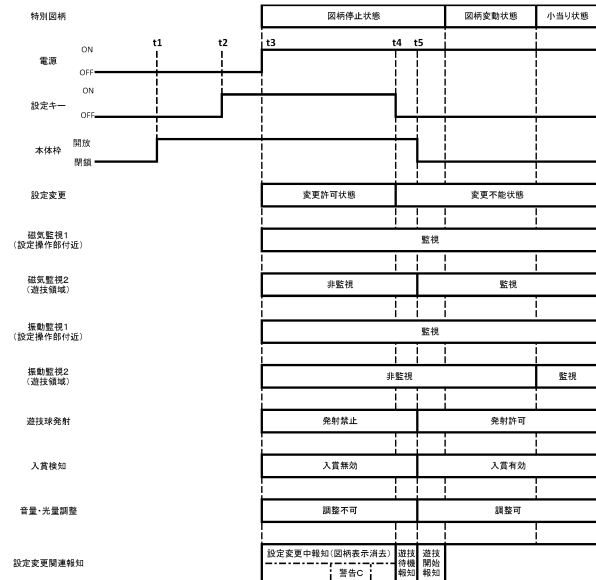 特別図柄
図柄停止状態
図柄変動状態
小当り状態
t1
t2
t3
t4
t5
電源
ON
OFF
設定キー
ON
OFF
本体枠
開放
閉鎖
設定変更
変更許可状態
変更不能状態
磁気監視1
(設定操作部付近)
監視
磁気監視2
(遊技領域)
非監視
監視
振動監視1
(設定操作部付近)
監視
振動監視2
(遊技領域)
非監視
監視
遊技球発射
発射禁止
発射許可
入賞検知
入賞無効
入賞有効
音量・光量調整
調整不可
調整可
設定変更関連報知
設定変更中報知(図柄表示消去)
警告C
遊技
待機
報知
遊技
開始
報知